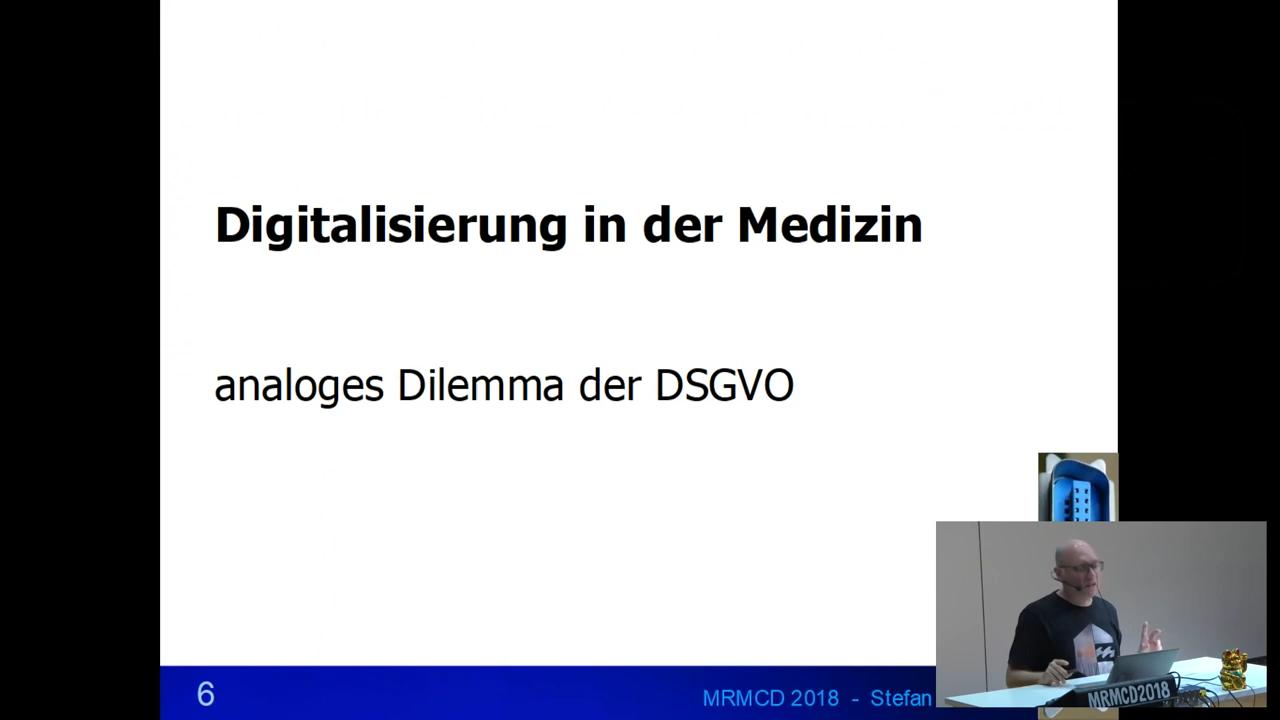 Digitalisierung in der Medizin
analoges Dilemma der DSGVO
6
MRMCD 2018 - Stefan
MRMCD2018